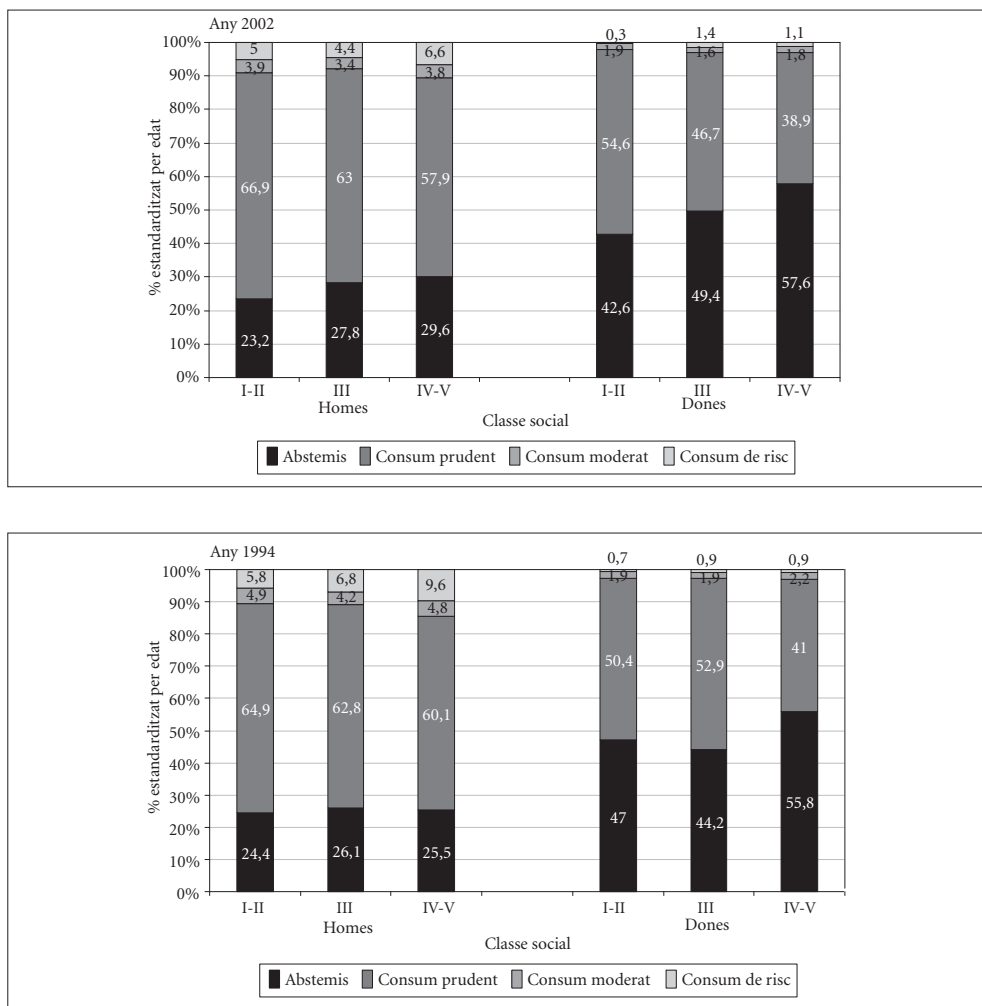 Any 2002
% estandarditzat per edat
100%
90%
80%
70%
60%
50%
40%
30%
20%
10%
0%
5 4,4 6,6 0,3 1,4 1,1
3,9 3,4 3,8 1,9 1,6 1,8
66,9 63 57,9 54,6 46,7 38,9
23,2 27,8 29,6 42,6 49,4 57,6
I-II III IV-V I-II III IV-V
Homes Dones
Classe social
Abstemis Consum prudent Consum moderat Consum de risc
Any 1994
% estandarditzat per edat
100%
90%
80%
70%
60%
50%
40%
30%
20%
10%
0%
5,8 6,8 9,6 0,7 0,9 0,9
4,9 4,2 4,8 1,9 1,9 2,2
64,9 62,8 60,1 50,4 52,9 41
24,4 26,1 25,5 47 44,2 55,8
I-II III IV-V I-II III IV-V
Homes Dones
Classe social
Abstemis Consum prudent Consum moderat Consum de risc